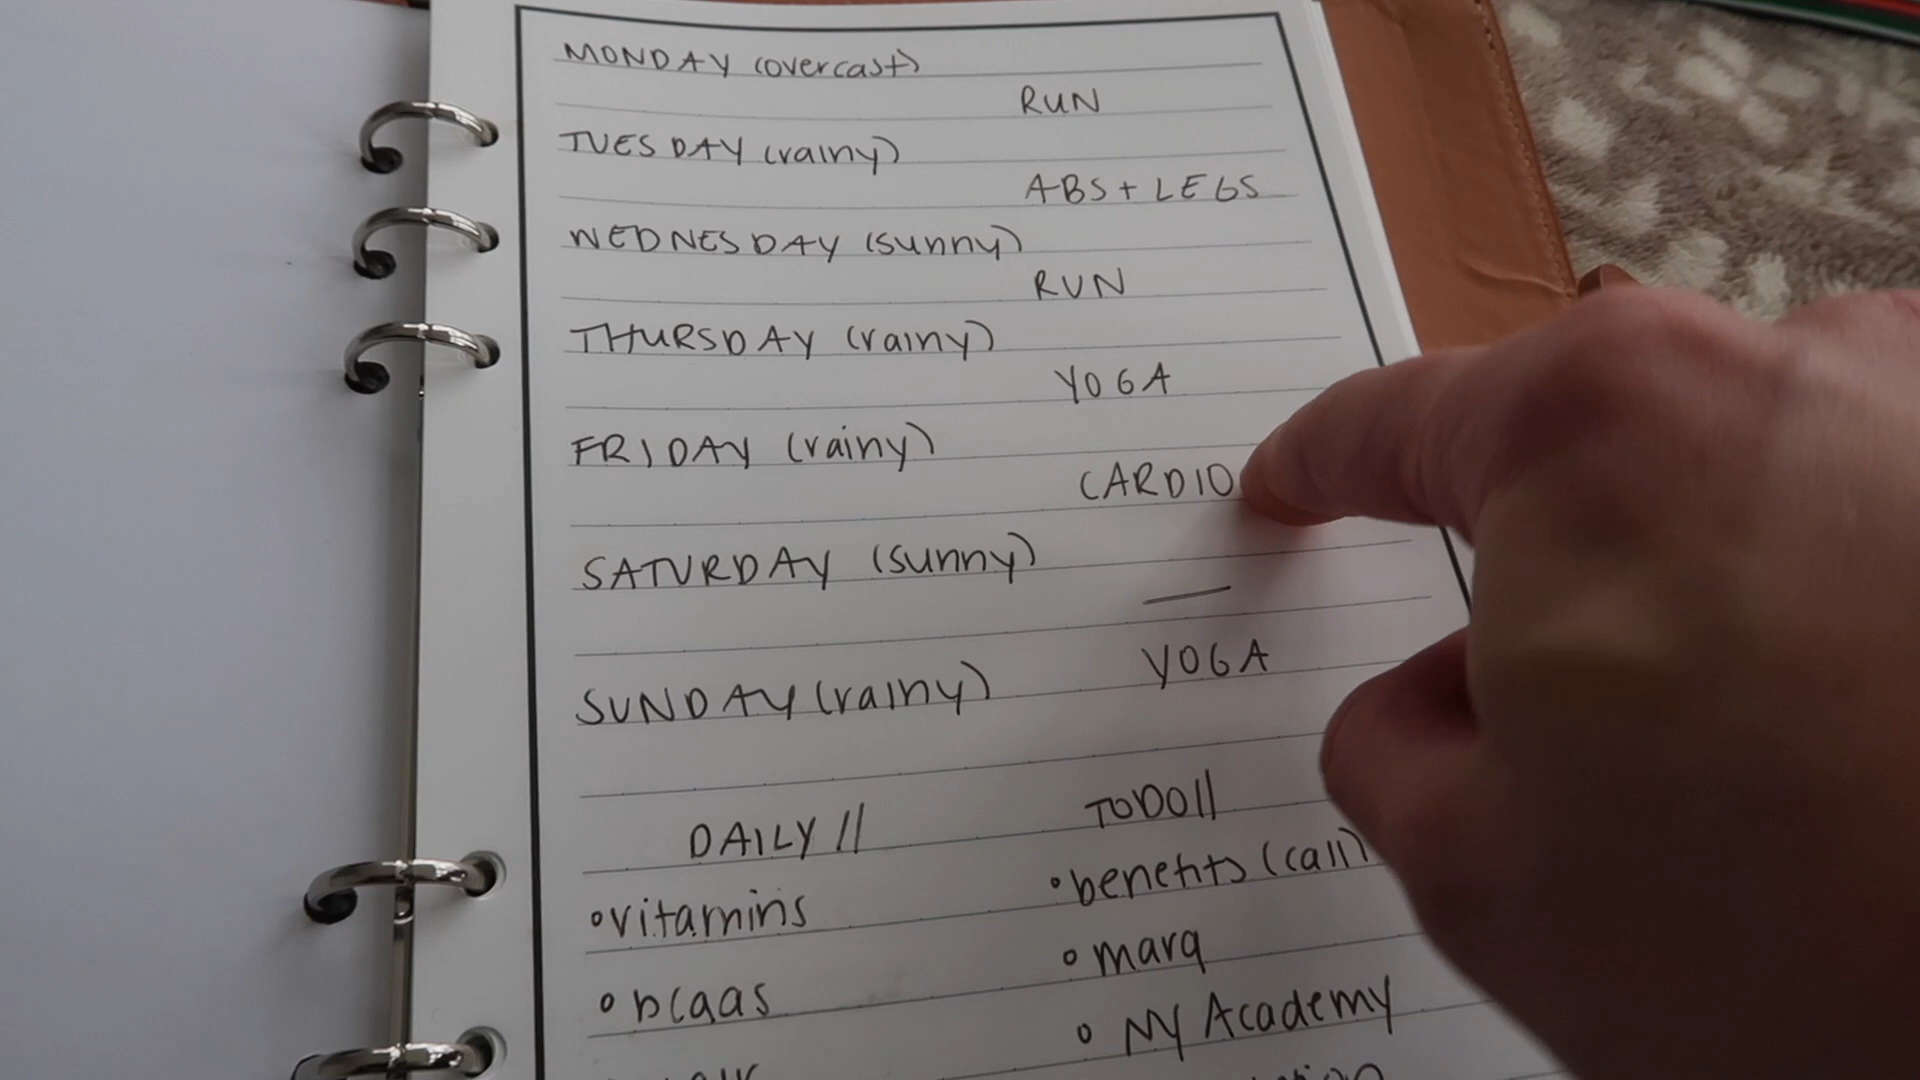 MONDAY (overcast)
RUN
TUESDAY (rainy)
ABS + LEGS
WEDNESDAY (sunny)
RUN
THURSDAY (rainy)
YOGA
FRIDAY (rainy)
CARDIO
SATURDAY (sunny)
—
YOGA
SUNDAY (rainy)
DAILY //
• vitamins
• bcaas
TODO //
• benefits (call)
• marq
• NY Academy